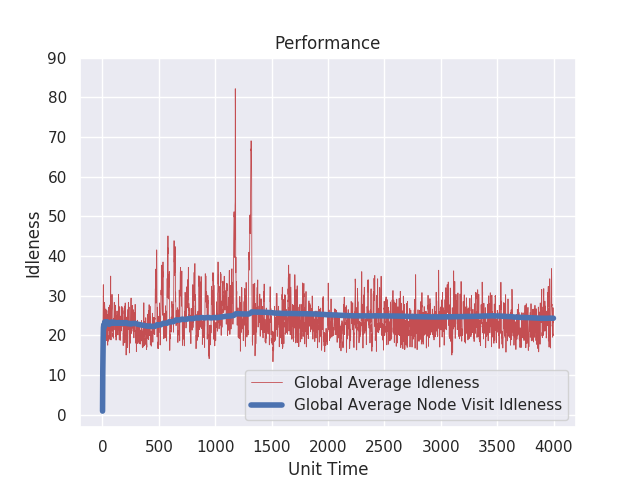 Performance
90
80
70
60
50
40
30
20
10
0
Idleness
Global Average Idleness
Global Average Node Visit Idleness
0 500 1000 1500 2000 2500 3000 3500 4000
Unit Time